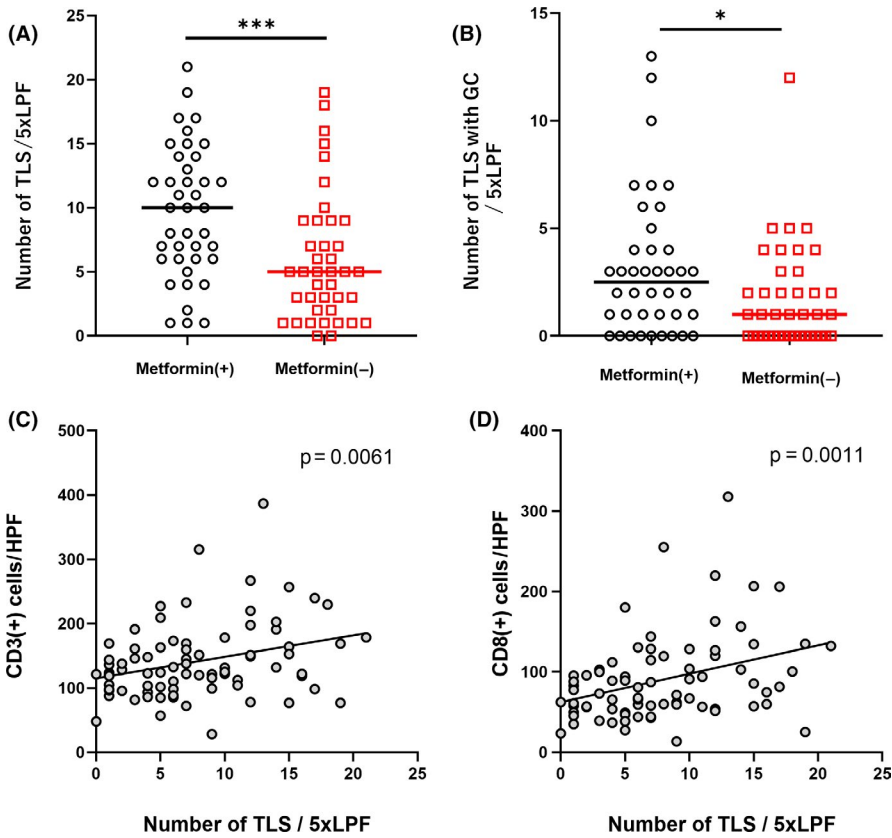 (A)
***
Number of TLS/5xLPF
25
20
15
10
5
0
Metformin(+)
Metformin(–)
(B)
*
Number of TLS with GC
/ 5xLPF
15
10
5
0
Metformin(+)
Metformin(–)
(C)
p = 0.0061
CD3(+) cells/HPF
500
400
300
200
100
0
0 5 10 15 20 25
Number of TLS / 5xLPF
(D)
p = 0.0011
CD8(+) cells/HPF
400
300
200
100
0
0 5 10 15 20 25
Number of TLS / 5xLPF